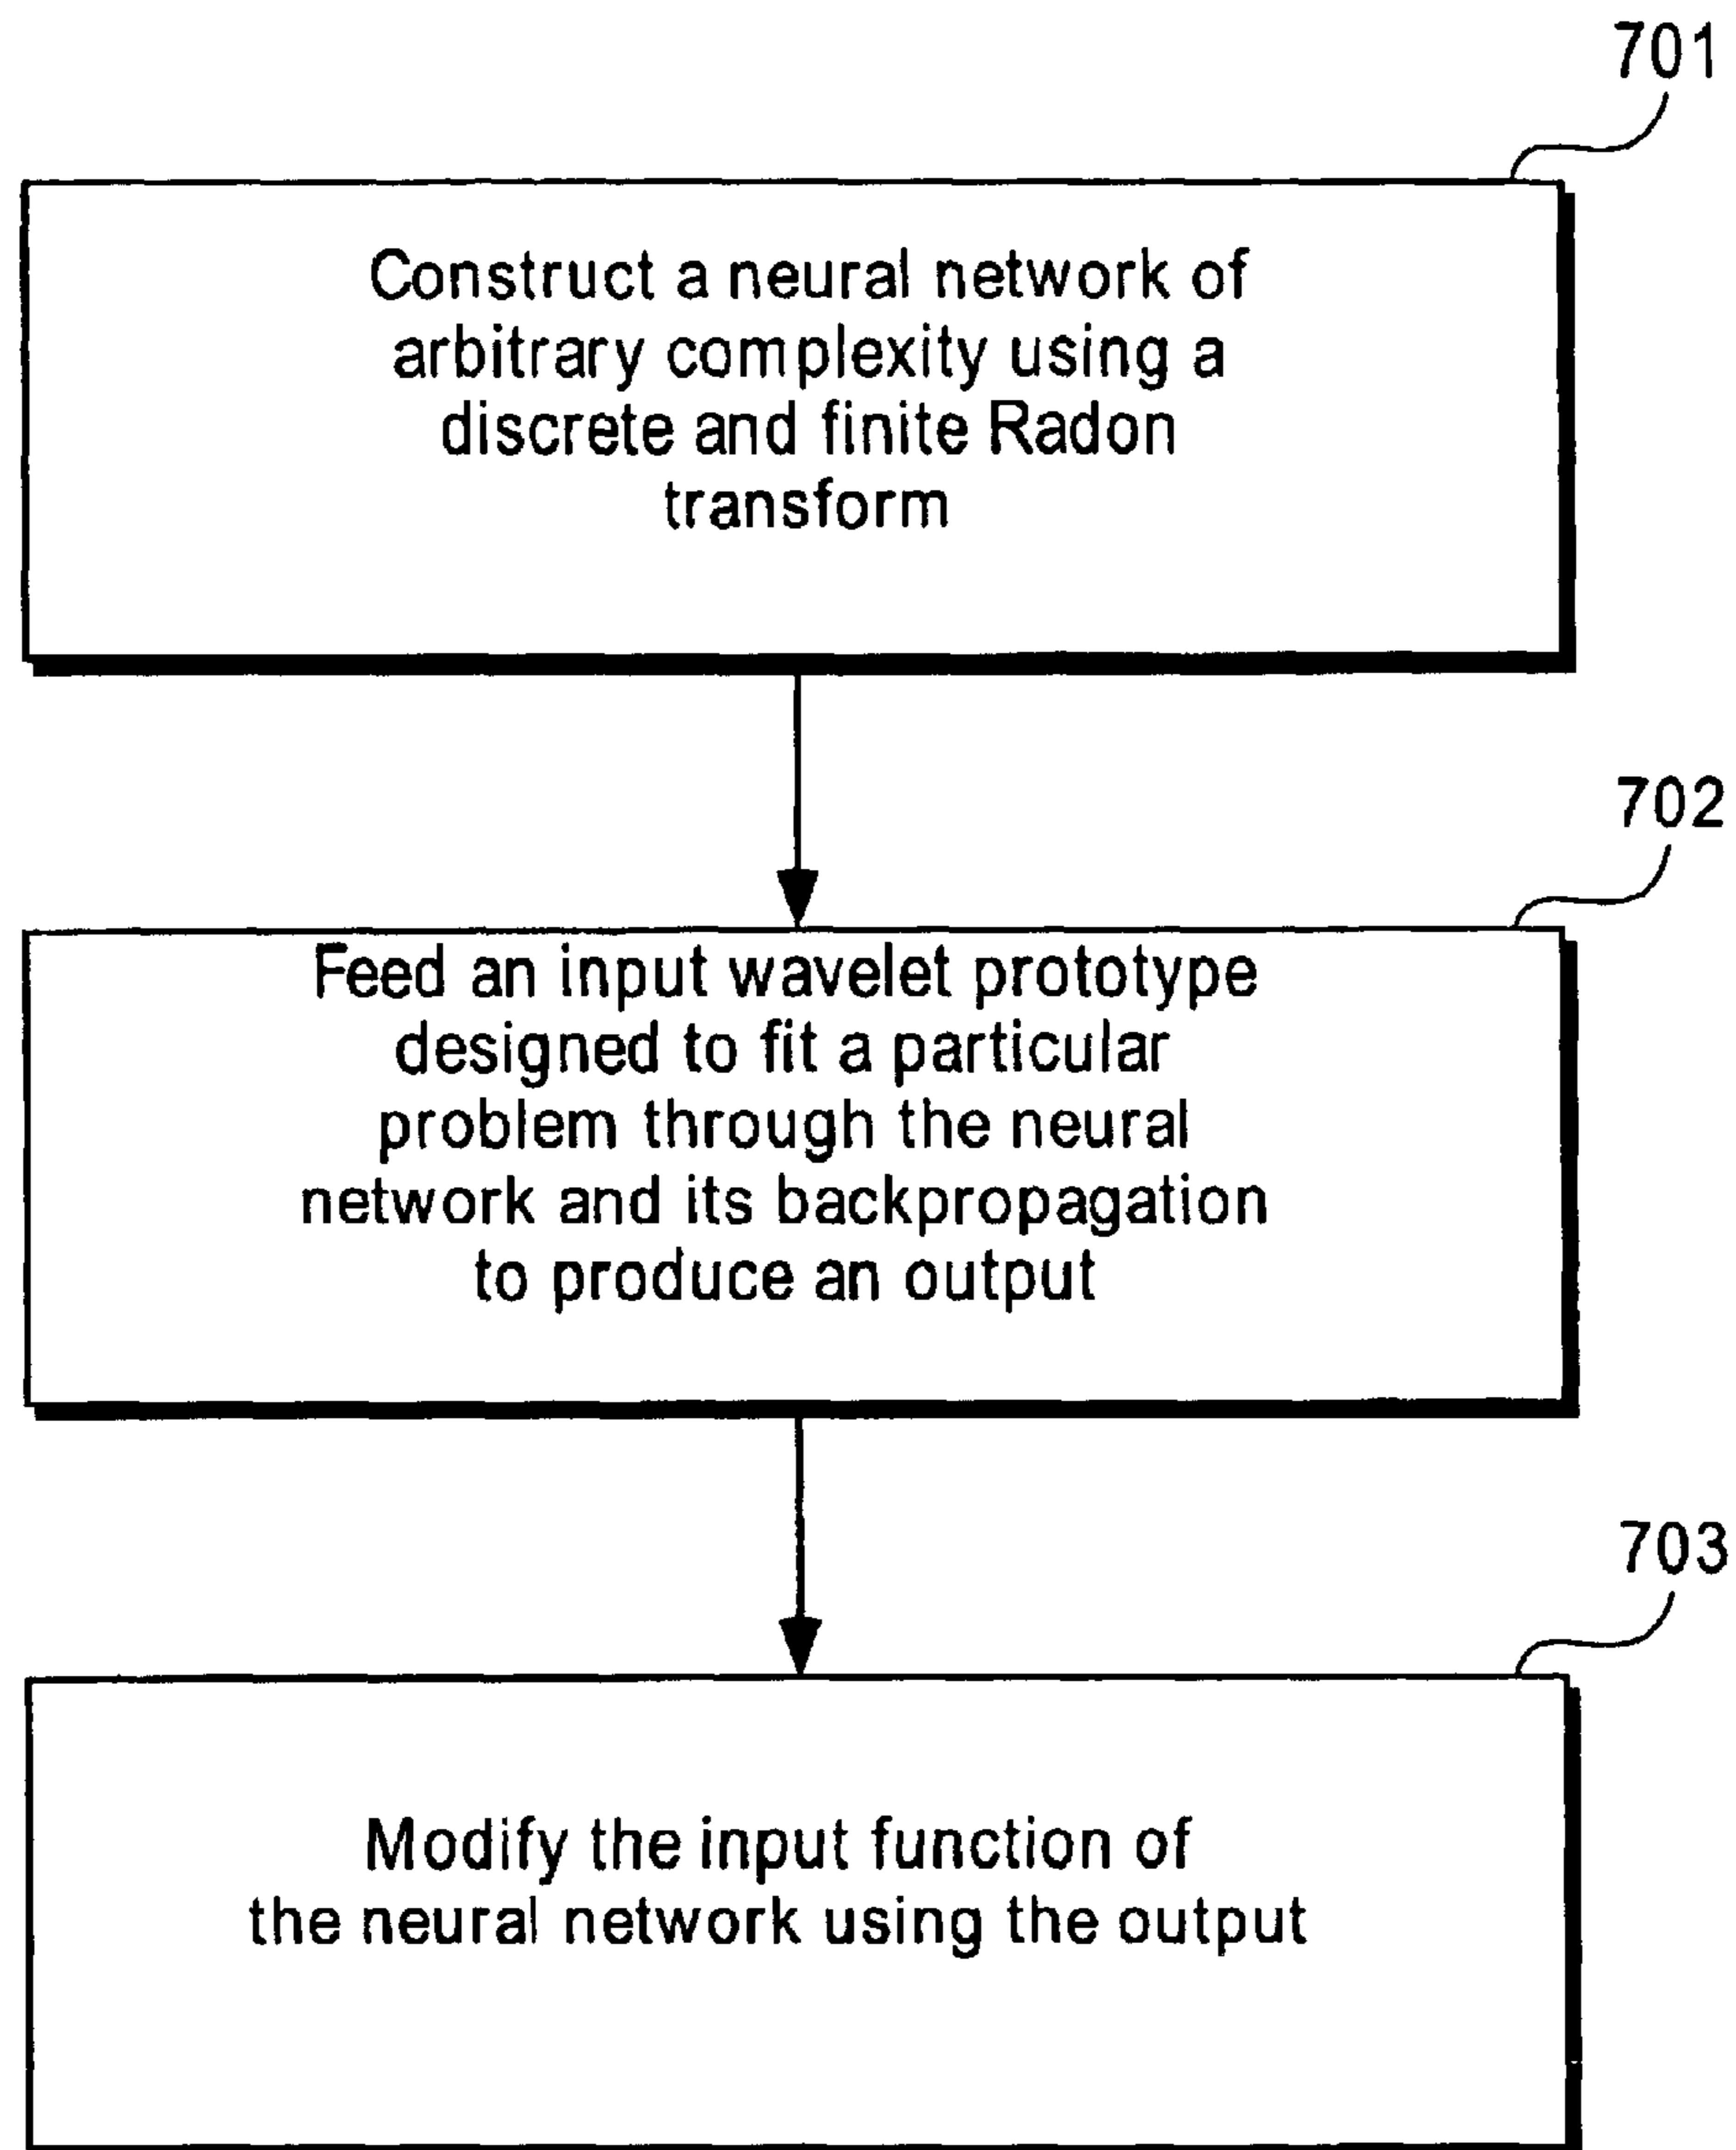 701
Construct a neural network of
arbitrary complexity using a
discrete and finite Radon
transform
702
Feed an input wavelet prototype
designed to fit a particular
problem through the neural
network and its backpropagation
to produce an output
703
Modify the input function of
the neural network using the output